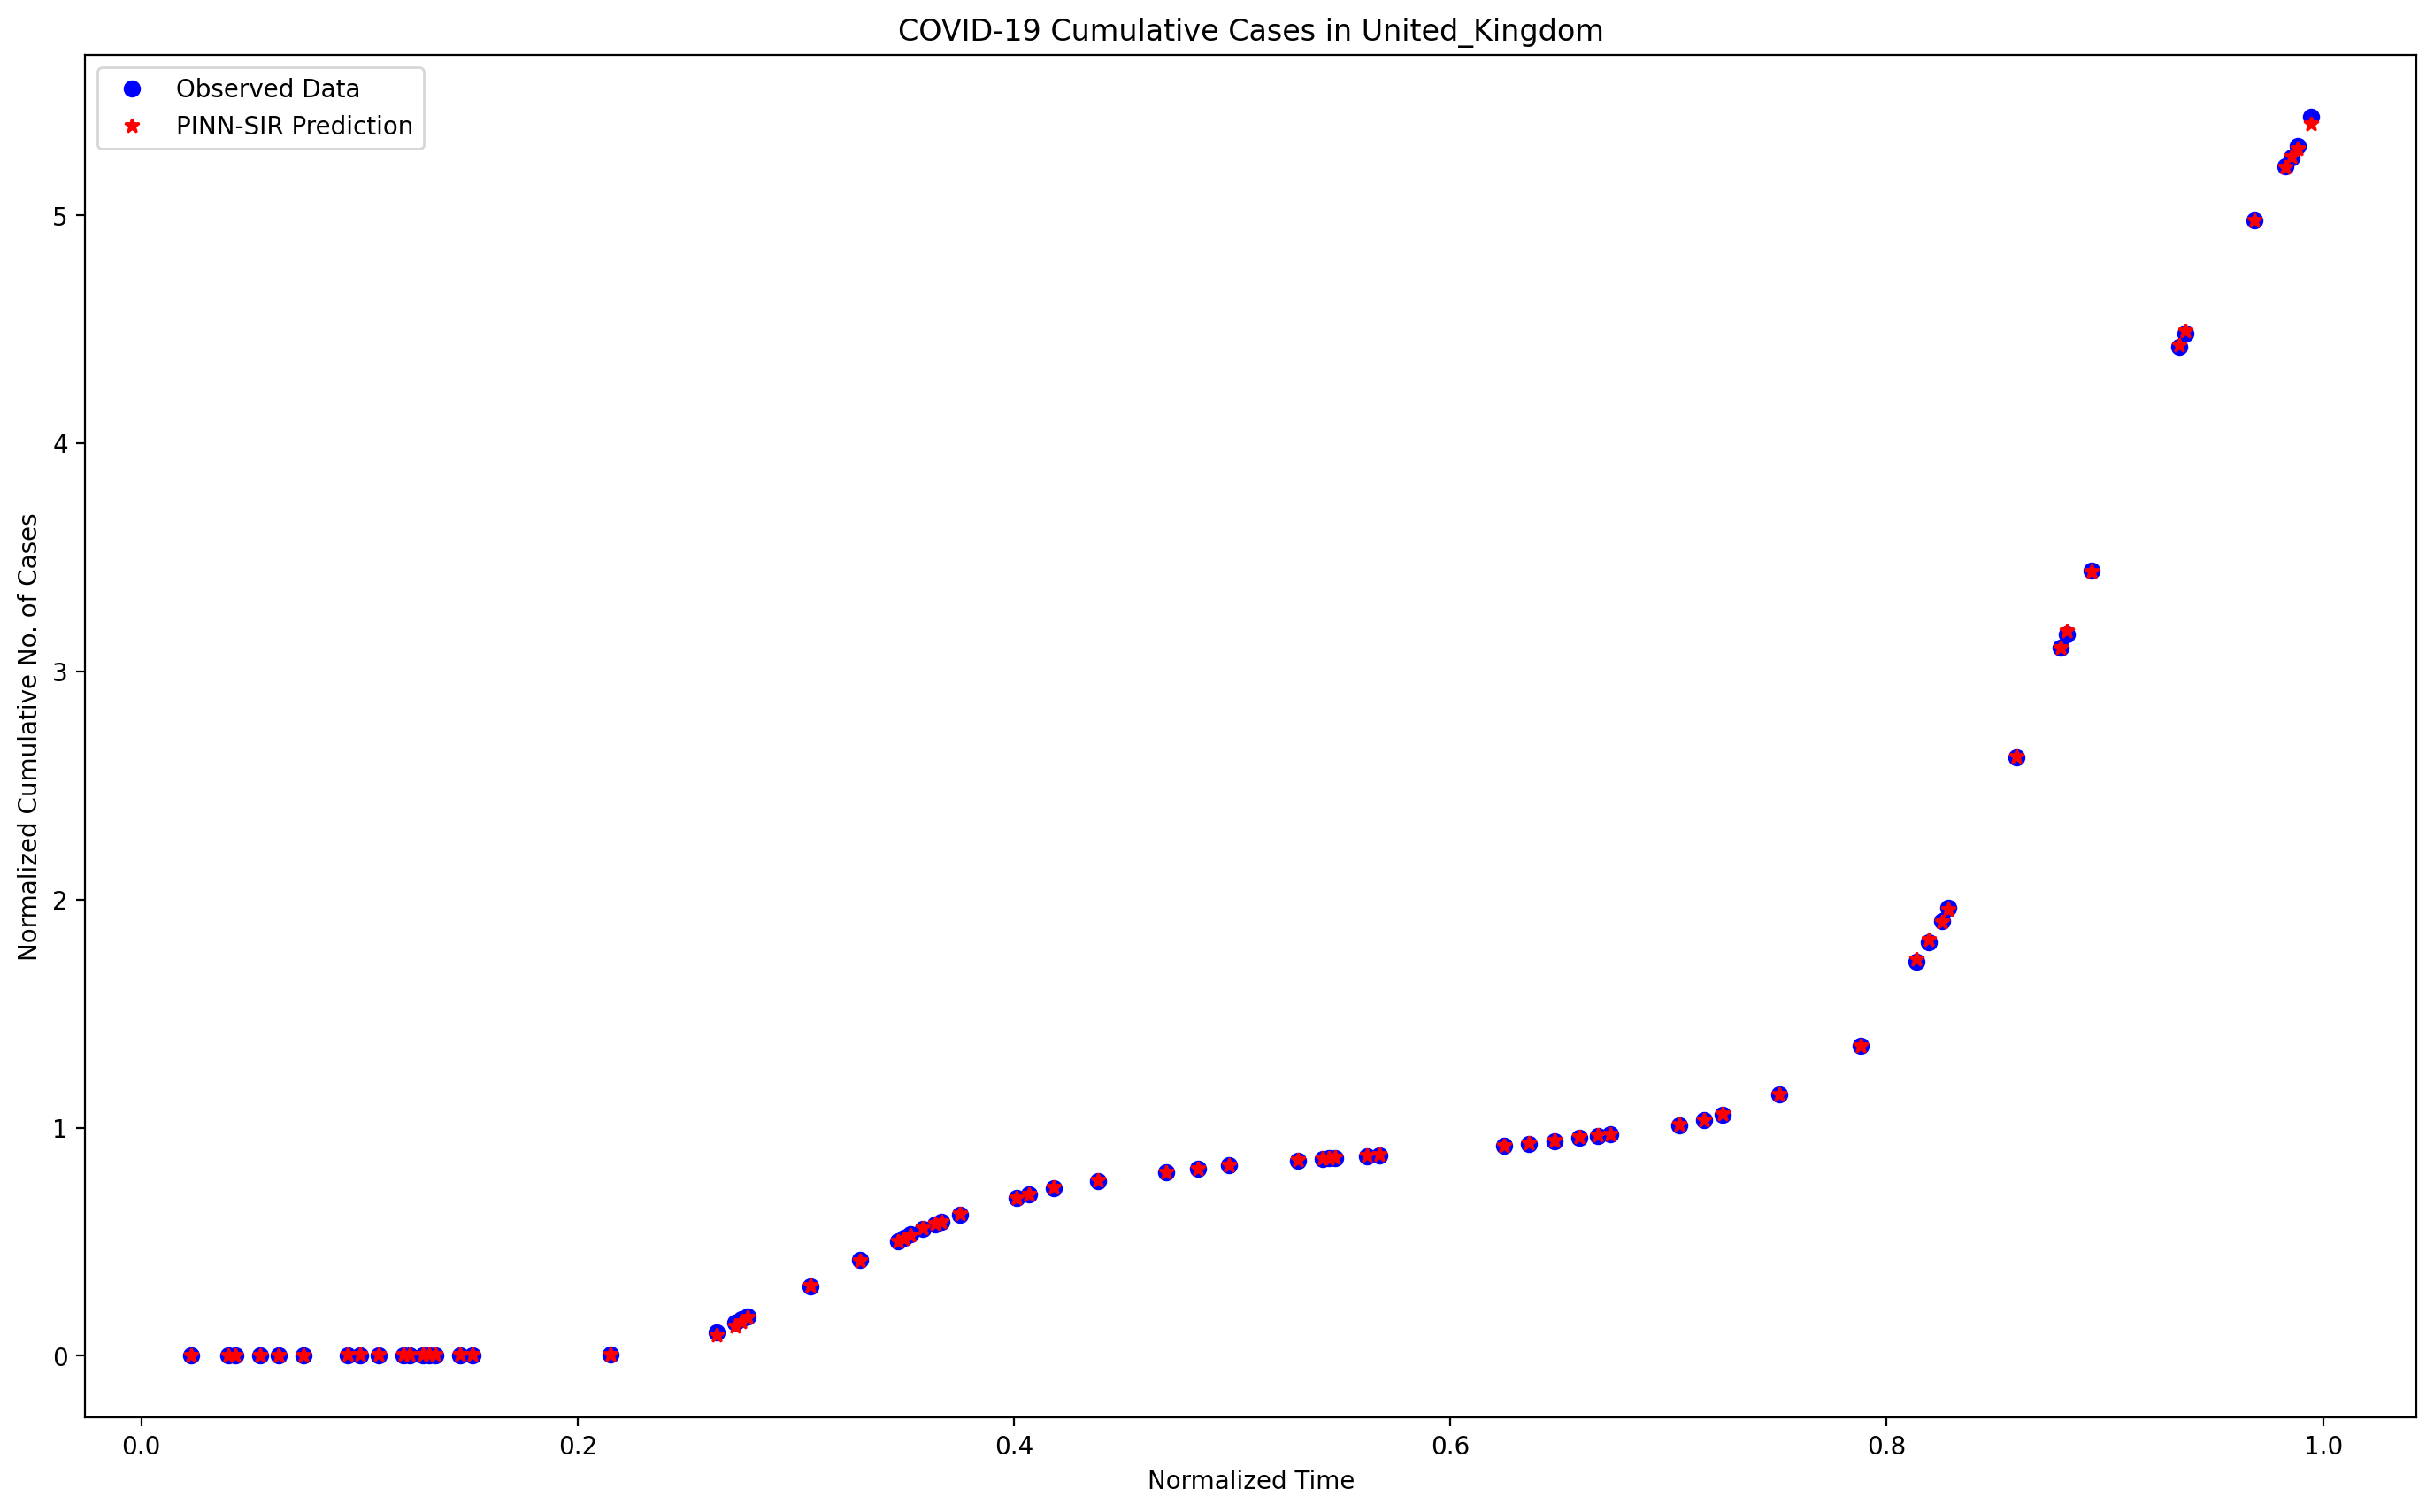 COVID-19 Cumulative Cases in United_Kingdom
Observed Data
PINN-SIR Prediction
5
4
3
2
1
0
Normalized Cumulative No. of Cases
0.0 0.2 0.4 0.6 0.8 1.0
Normalized Time